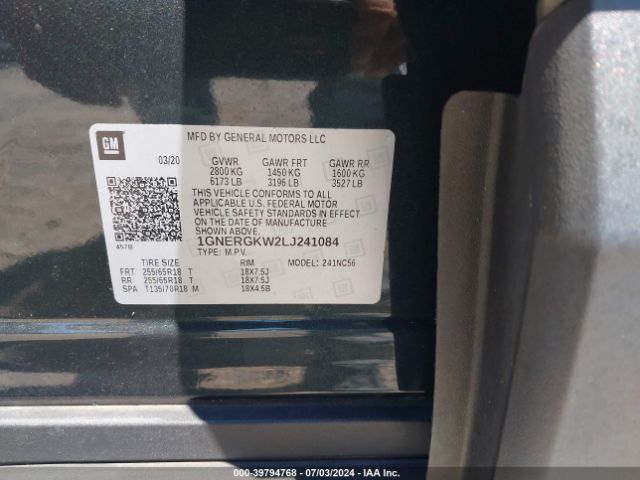 GM
MFD BY GENERAL MOTORS LLC
03/20
GVWR GAWR FRT GAWR RR
2800 KG 1450 KG 1600 KG
6173 LB 3196 LB 3527 LB
THIS VEHICLE CONFORMS TO ALL
APPLICABLE U.S. FEDERAL MOTOR
VEHICLE SAFETY STANDARDS IN EFFECT
ON THE DATE OF MANUFACTURE
SHOWN ABOVE.
1GNERGKW2LJ241084
TYPE: M.P.V.
457B
TIRE SIZE RIM MODEL: 241NC56
FRT 255/65R18 T 18X7.5J
RR 255/65R18 T 18X7.5J
SPA T135/70R18 M 18X4.5B
000-39794768 - 07/03/2024 - IAA Inc.